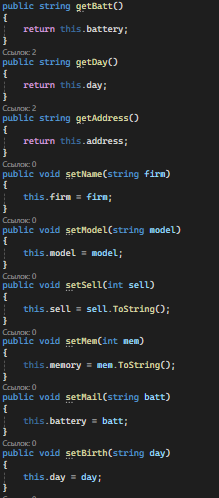 public string getBatt()
{
return this.battery;
}
Ссылок: 2
public string getDay()
{
return this.day;
}
Ссылок: 2
public string getAddress()
{
return this.address;
}
Ссылок: 0
public void setName(string firm)
{
this.firm = firm;
}
Ссылок: 0
public void setModel(string model)
{
this.model = model;
}
Ссылок: 0
public void setSell(int sell)
{
this.sell = sell.ToString();
}
Ссылок: 0
public void setMem(int mem)
{
this.memory = mem.ToString();
}
Ссылок: 0
public void setMail(string batt)
{
this.battery = batt;
}
Ссылок: 0
public void setBirth(string day)
{
this.day = day;
}
Ссылок: 0